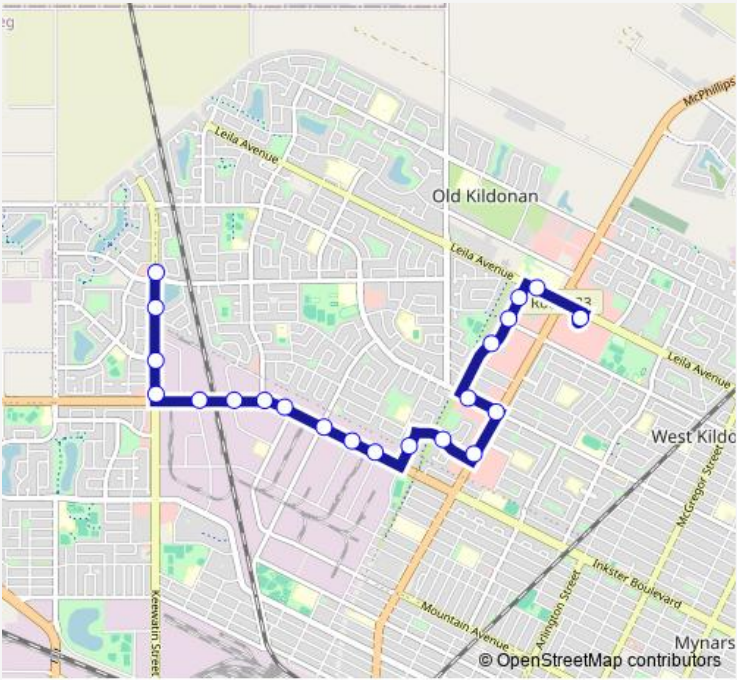 McPhillips
Leila Avenue
Old Kildonan
Leila Avenue
Leila Avenue
West Kildo
McGregor Street
Inkster Boulevard
Arlington Street
Mountain Avenue
Keewatin Street
Mynars
© OpenStreetMap contributors